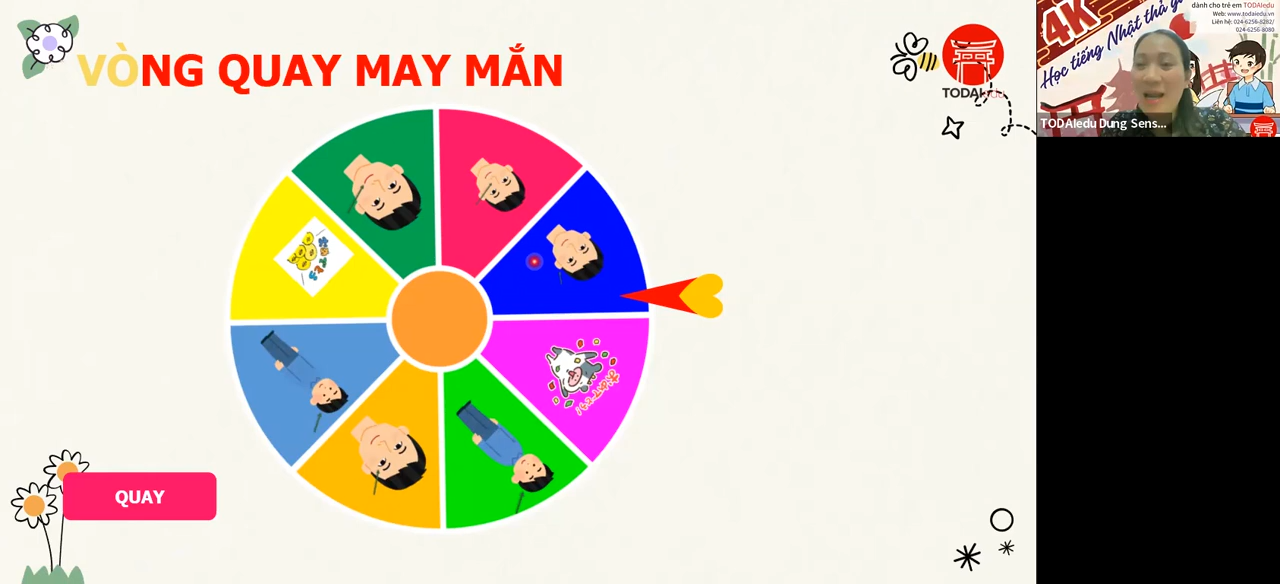 VÒNG QUAY MAY MẮN
TODAIedu
QUAY
dành cho trẻ em TODAIedu
Web: www.todaiedu.vn
Liên hệ: 024-6256-8282/
024-6256-8080
4K
Học tiếng Nhật thả ga
TODAIedu Dung Sens...